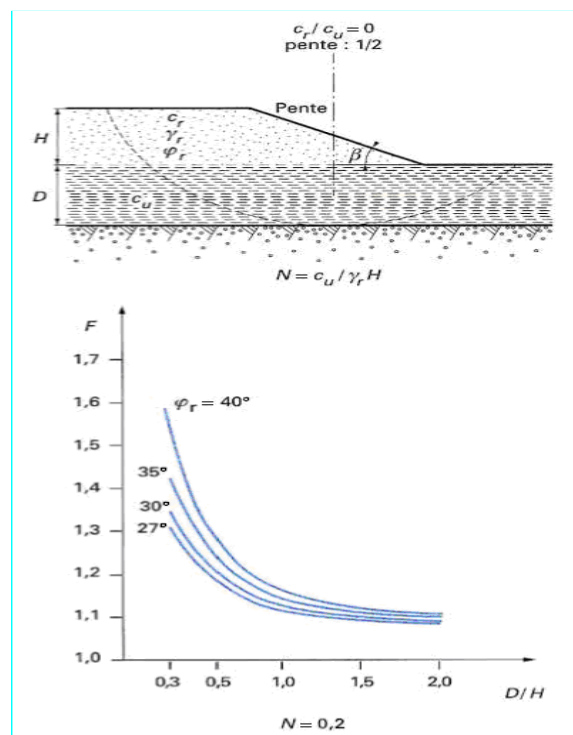 c_r / c_u = 0
pente : 1/2
Pente
c_r
γ_r
φ_r
H
β
D
c_u
N = c_u / γ_r H
F
1,7
1,6
φ_r = 40°
1,5
35°
1,4
30°
1,3
27°
1,2
1,1
1,0
0,3 0,5 1,0 1,5 2,0
D/H
N = 0,2